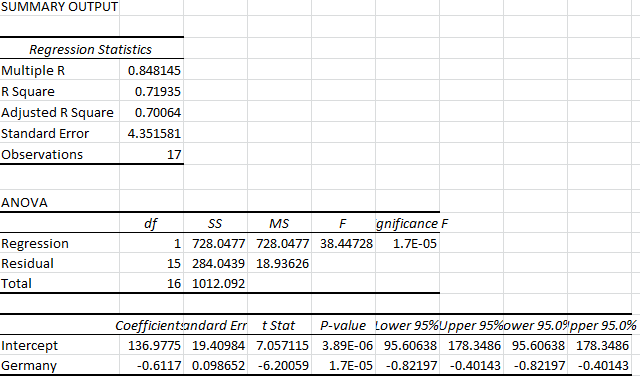 SUMMARY OUTPUT
Regression Statistics
Multiple R 0.848145
R Square 0.71935
Adjusted R Square 0.70064
Standard Error 4.351581
Observations 17
ANOVA
df SS MS F gnificance F
Regression 1 728.0477 728.0477 38.44728 1.7E-05
Residual 15 284.0439 18.93626
Total 16 1012.092
Coefficients andard Err t Stat P-value Lower 95% Upper 95% ower 95.0% pper 95.0%
Intercept 136.9775 19.40984 7.057115 3.89E-06 95.60638 178.3486 95.60638 178.3486
Germany -0.6117 0.098652 -6.20059 1.7E-05 -0.82197 -0.40143 -0.82197 -0.40143